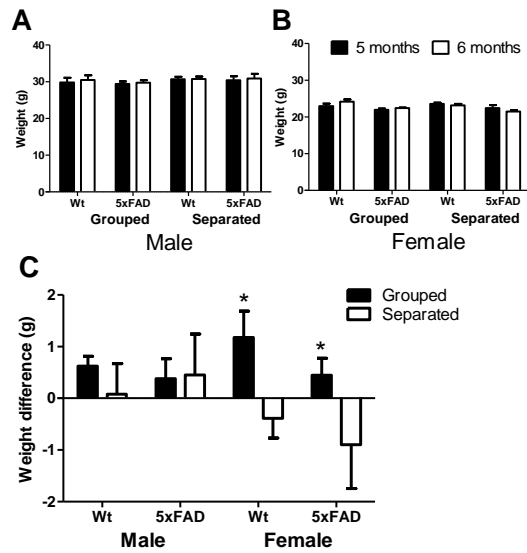 A
40
30
20
10
0
Weight (g)
Wt 5xFAD Wt 5xFAD
Grouped Separated
Male
B
5 months 6 months
40
30
20
10
0
Weight (g)
Wt 5xFAD Wt 5xFAD
Grouped Separated
Female
C
Grouped
Separated
2
1
0
-1
-2
Weight difference (g)
* *
Wt 5xFAD Wt 5xFAD
Male Female